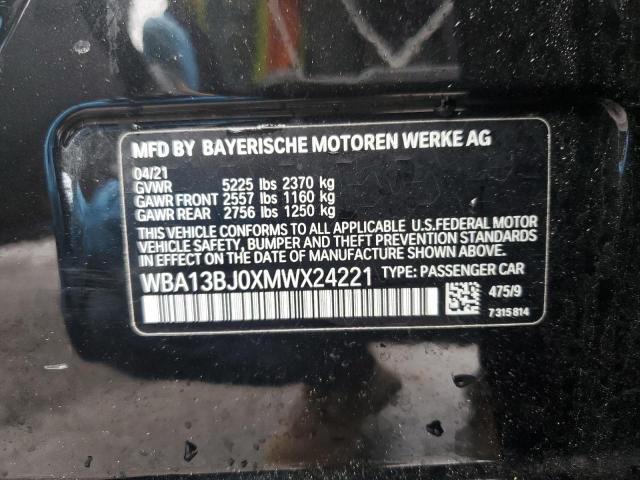 MFD BY BAYERISCHE MOTOREN WERKE AG
04/21
GVWR 5225 lbs 2370 kg
GAWR FRONT 2557 lbs 1160 kg
GAWR REAR 2756 lbs 1250 kg
THIS VEHICLE CONFORMS TO ALL APPLICABLE U.S.FEDERAL MOTOR
VEHICLE SAFETY, BUMPER AND THEFT PREVENTION STANDARDS
IN EFFECT ON THE DATE OF MANUFACTURE SHOWN ABOVE.
WBA13BJ0XMWX24221 TYPE: PASSENGER CAR
475/9
7315814